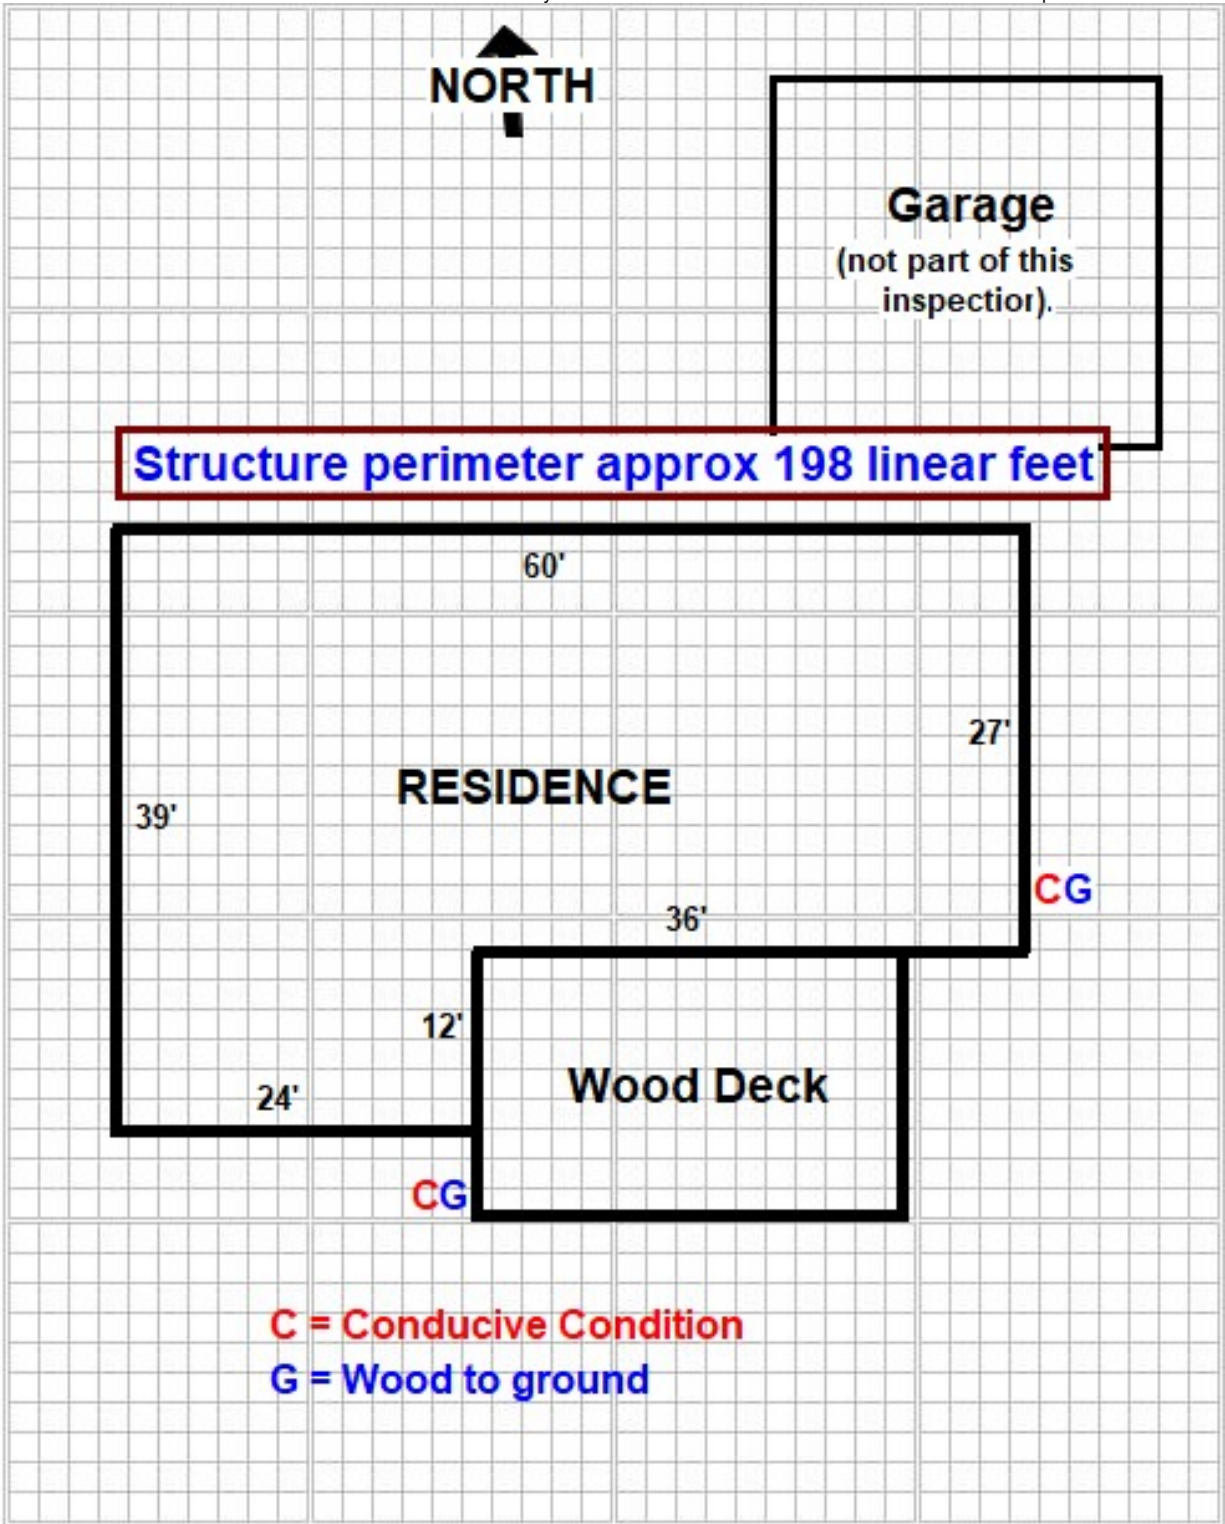 NORTH
Garage
(not part of this
inspectior).
Structure perimeter approx 198 linear feet
60'
27'
RESIDENCE
39'
CG
36'
12'
Wood Deck
24'
CG
C = Conducive Condition
G = Wood to ground